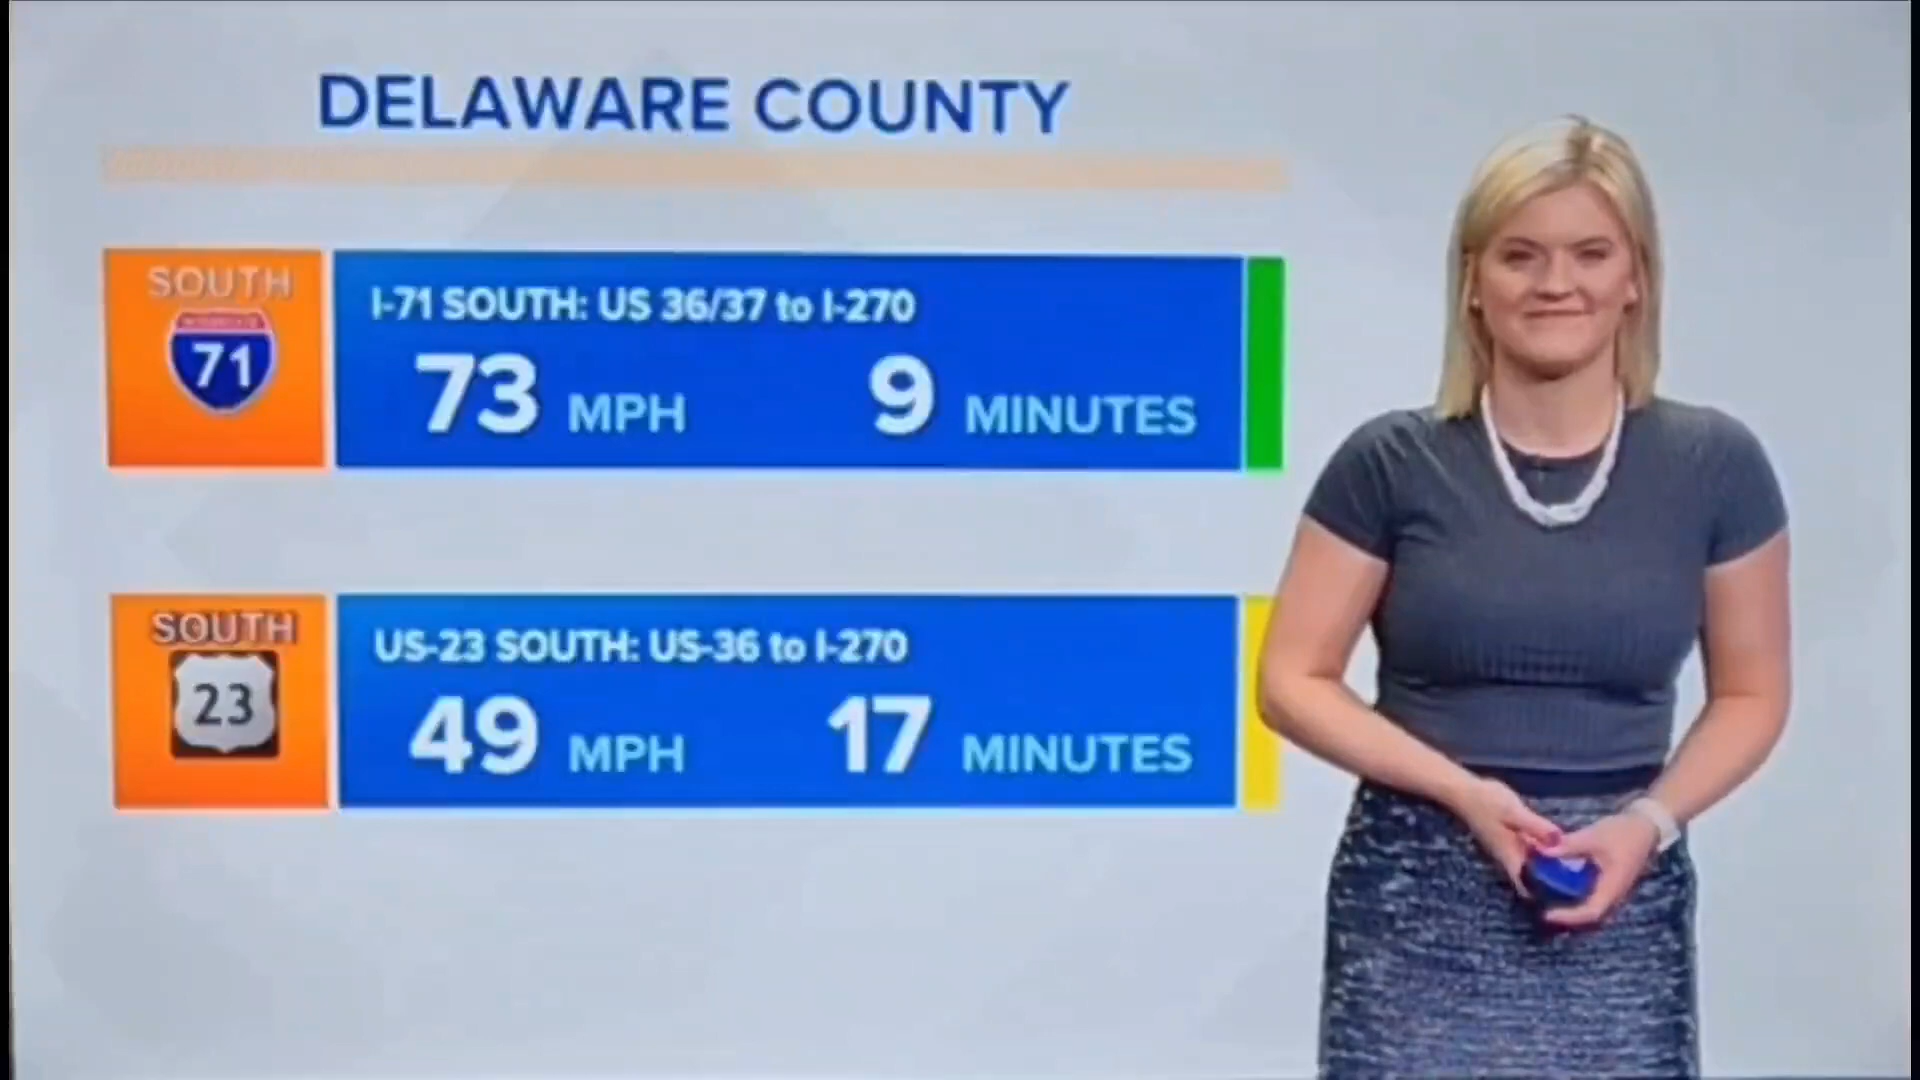 DELAWARE COUNTY
SOUTH
71
I-71 SOUTH: US 36/37 to I-270
73 MPH 9 MINUTES
SOUTH
23
US-23 SOUTH: US-36 to I-270
49 MPH 17 MINUTES